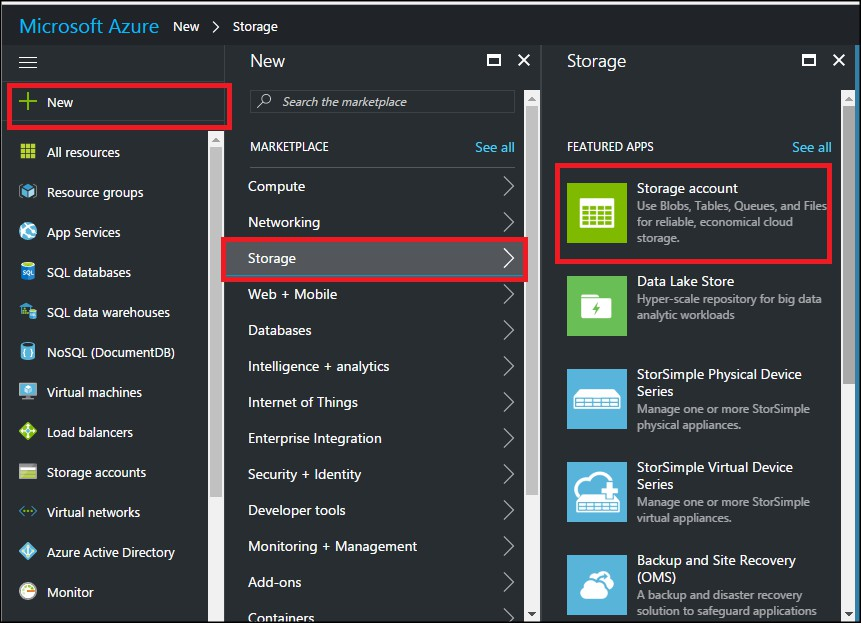 Microsoft Azure New > Storage
New
All resources
Resource groups
App Services
SQL databases
SQL
SQL data warehouses
NoSQL (DocumentDB)
Virtual machines
Load balancers
Storage accounts
Virtual networks
Azure Active Directory
Monitor
New
Search the marketplace
MARKETPLACE See all
Compute
Networking
Storage
Web + Mobile
Databases
Intelligence + analytics
Internet of Things
Enterprise Integration
Security + Identity
Developer tools
Monitoring + Management
Add-ons
Containers
Storage
FEATURED APPS See all
Storage account
Use Blobs, Tables, Queues, and Files
for reliable, economical cloud
storage.
Data Lake Store
Hyper-scale repository for big data
analytic workloads
StorSimple Physical Device
Series
Manage one or more StorSimple
physical appliances.
StorSimple Virtual Device
Series
Manage one or more StorSimple
virtual appliances.
Backup and Site Recovery
(OMS)
A backup and disaster recovery
solution to safeguard applications